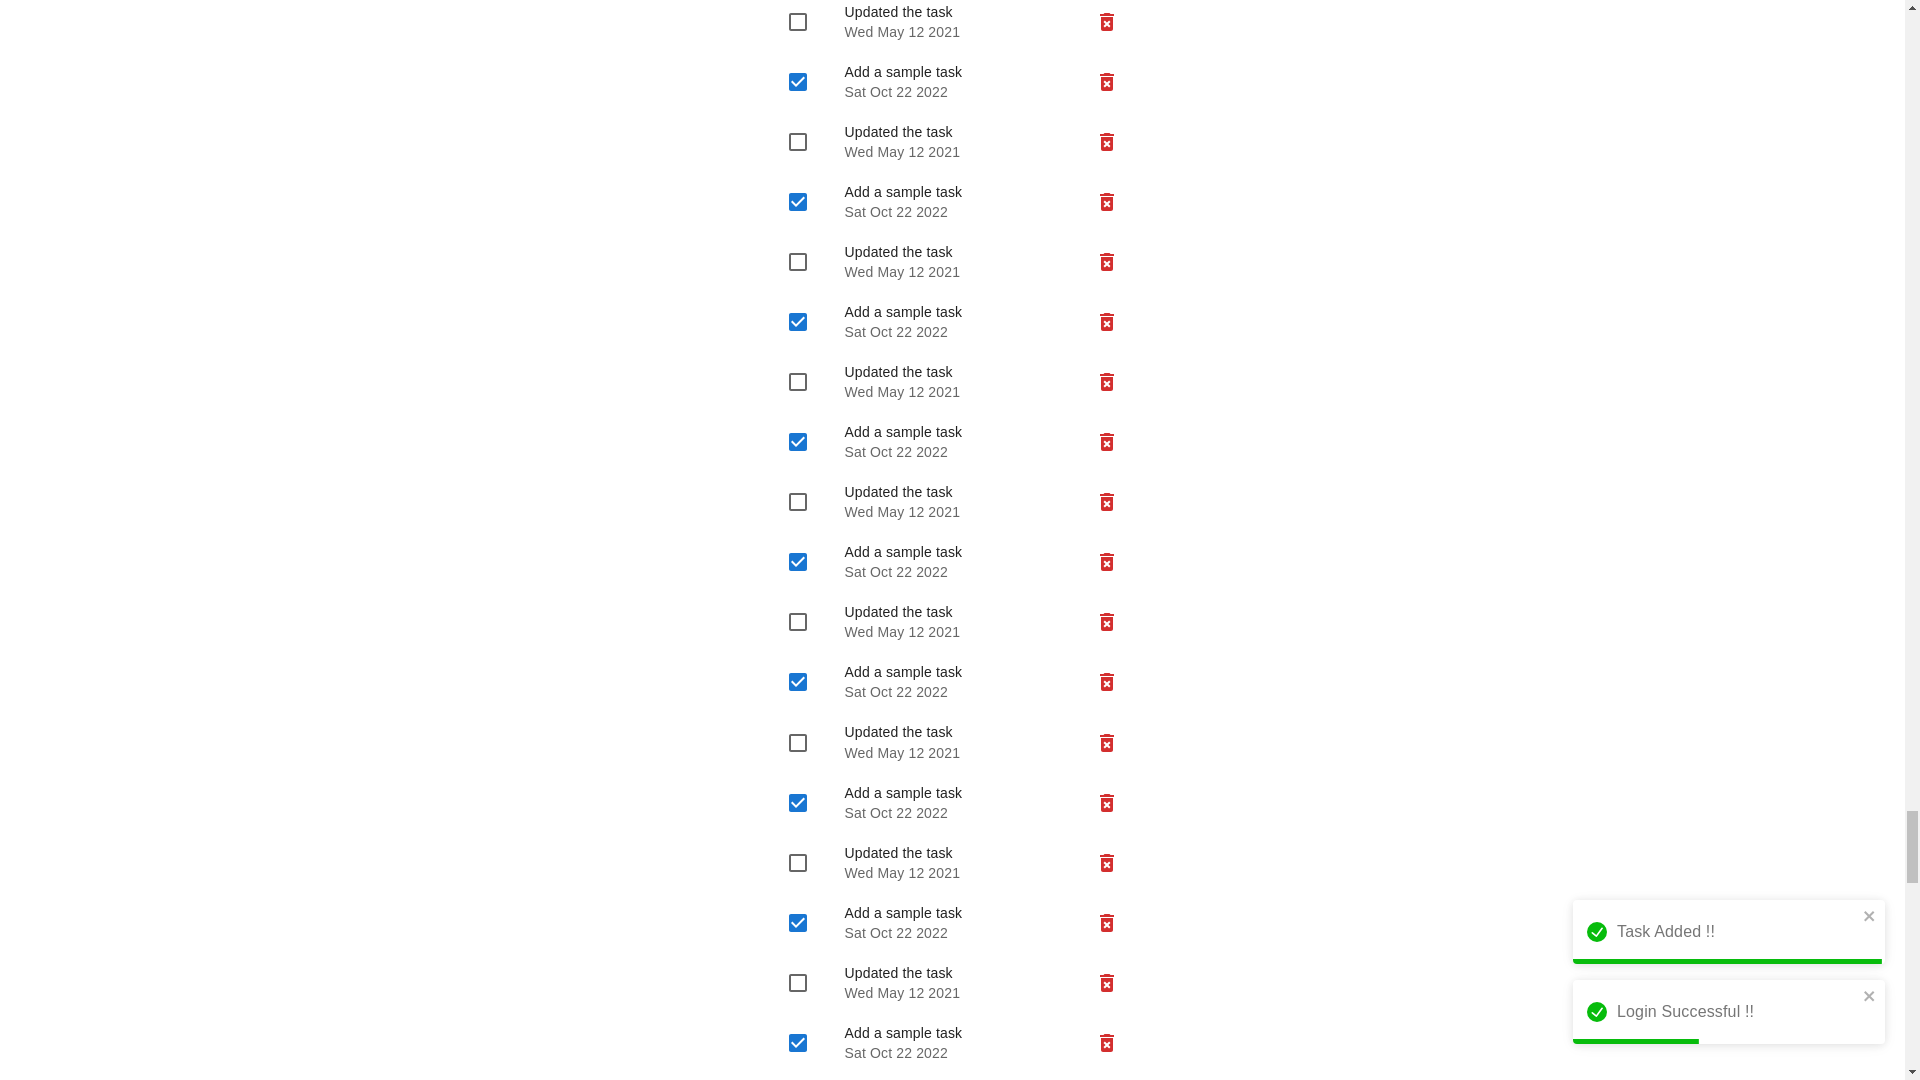 Updated the task
Wed May 12 2021
Add a sample task
Sat Oct 22 2022
Updated the task
Wed May 12 2021
Add a sample task
Sat Oct 22 2022
Updated the task
Wed May 12 2021
Add a sample task
Sat Oct 22 2022
Updated the task
Wed May 12 2021
Add a sample task
Sat Oct 22 2022
Updated the task
Wed May 12 2021
Add a sample task
Sat Oct 22 2022
Updated the task
Wed May 12 2021
Add a sample task
Sat Oct 22 2022
Updated the task
Wed May 12 2021
Add a sample task
Sat Oct 22 2022
Updated the task
Wed May 12 2021
Add a sample task
Sat Oct 22 2022
Updated the task
Wed May 12 2021
Add a sample task
Sat Oct 22 2022
Task Added !!
Login Successful !!